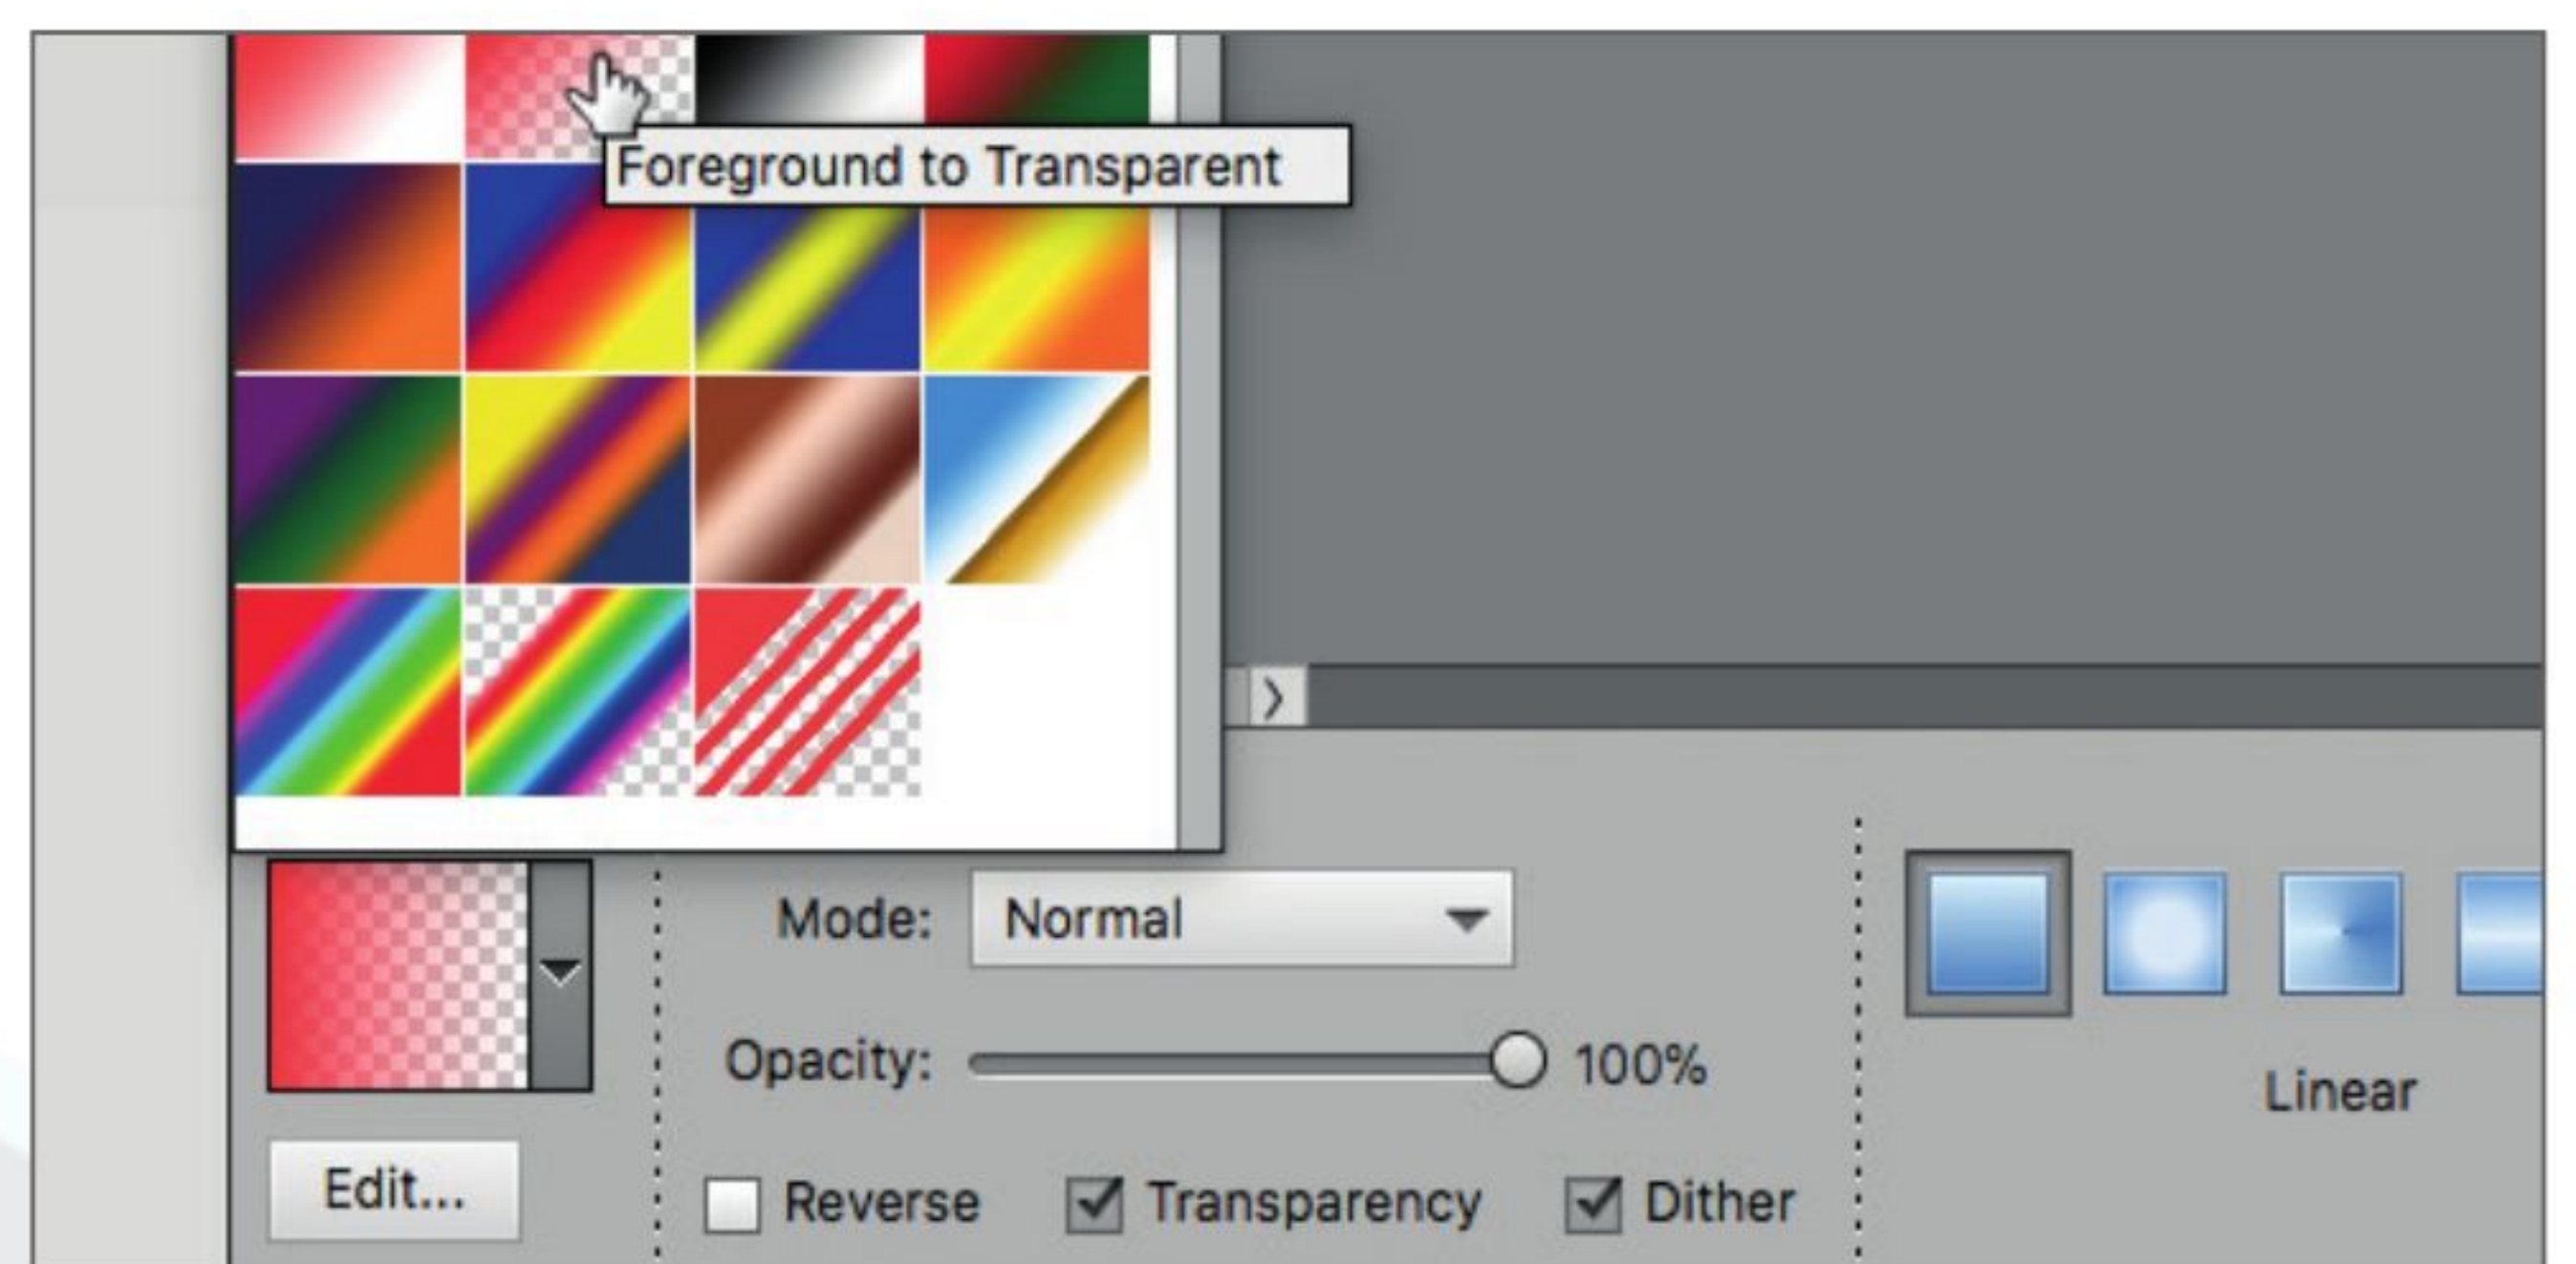 Foreground to Transparent
Mode: Normal
Opacity: 100%
Linear
Edit...
Reverse Transparency Dither